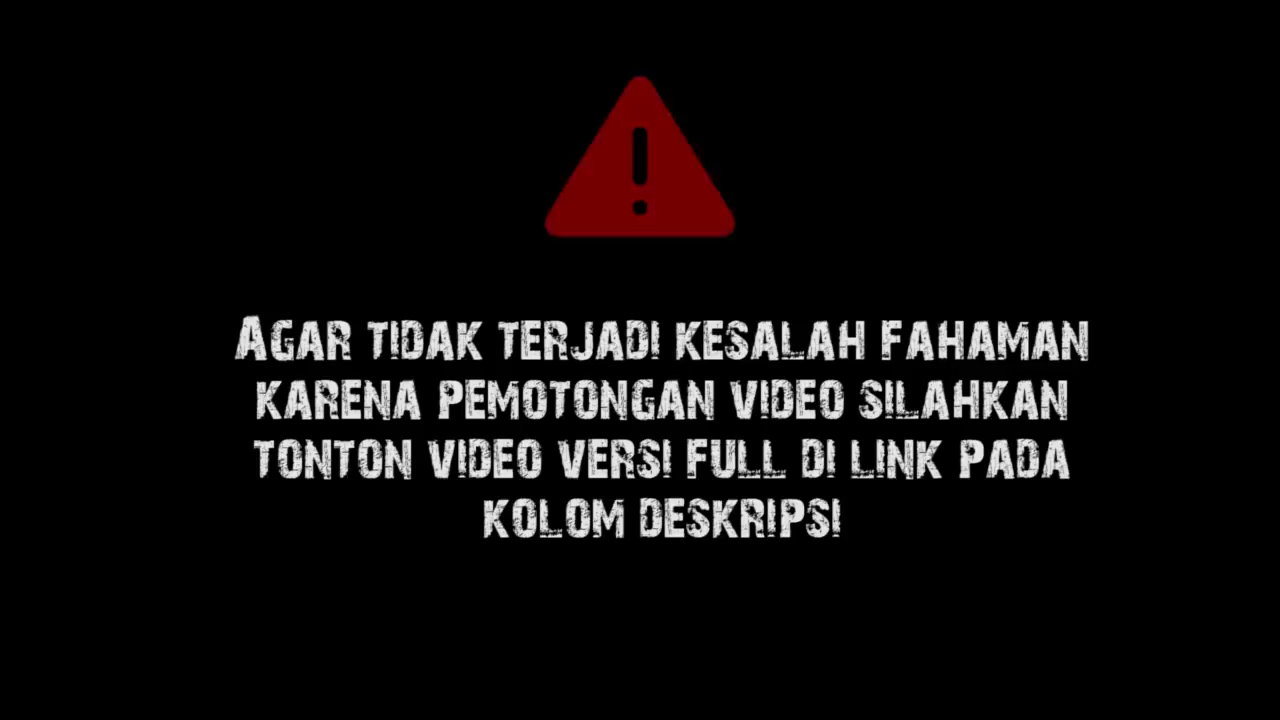 Agar tidak terjadi kesalah fahaman
karena pemotongan video silahkan
tonton video versi full di link pada
kolom deskripsi